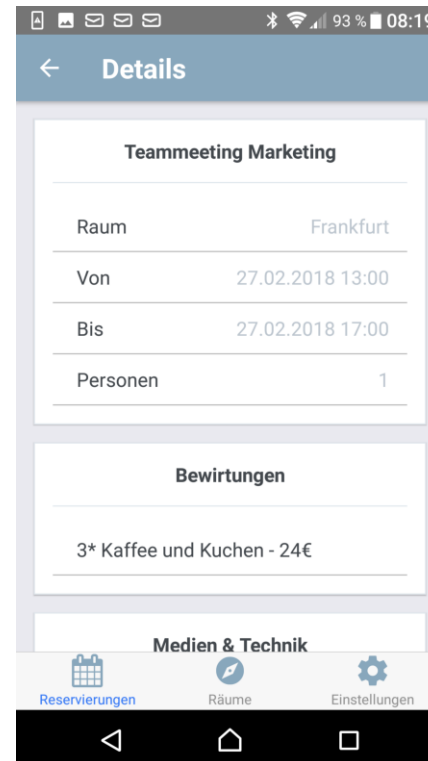 93 % 08:19
Details
Teammeeting Marketing
Raum Frankfurt
Von 27.02.2018 13:00
Bis 27.02.2018 17:00
Personen 1
Bewirtungen
3* Kaffee und Kuchen - 24€
Medien & Technik
Reservierungen Räume Einstellungen